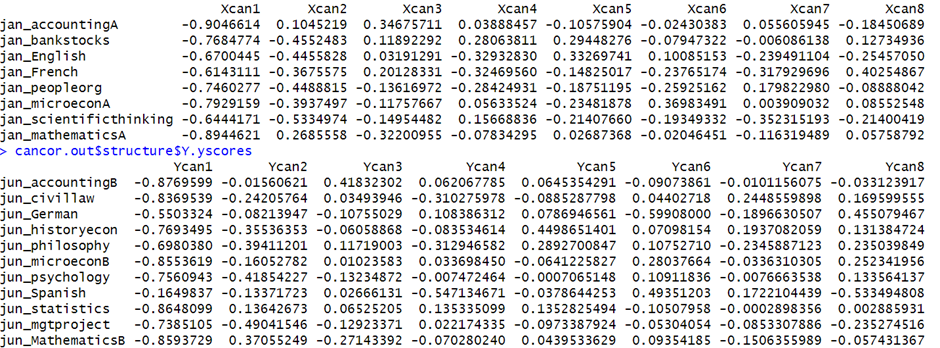 Xcan1 Xcan2 Xcan3 Xcan4 Xcan5 Xcan6 Xcan7 Xcan8
jan_accountingA -0.9046614 0.1045219 0.34675711 0.03888457 -0.10575904 -0.02430383 0.055605945 -0.18450689
jan_bankstocks -0.7684774 -0.4552483 0.11892292 0.28063811 0.29448276 -0.07947322 -0.006086138 0.12734936
jan_English -0.6700445 -0.4455828 0.03191291 -0.32932830 0.33269741 0.10085153 -0.239491104 -0.25457050
jan_French -0.6143111 -0.3675575 0.20128331 -0.32469560 -0.14825017 -0.23765174 -0.317929696 0.40254867
jan_peopleorg -0.7460277 -0.4488815 -0.13616972 -0.28424931 -0.18751195 -0.25925162 0.179822980 -0.08888042
jan_microeconA -0.7929159 -0.3937497 -0.11757667 0.05633524 -0.23481878 0.36983491 0.003909032 0.08552548
jan_scientificthinking -0.6444171 -0.5334974 -0.14954482 0.15668836 -0.21407660 -0.19349332 -0.352315193 -0.21400419
jan_mathematicsA -0.8944621 0.2685558 -0.32200955 -0.07834295 0.02687368 -0.02046451 -0.116319489 0.05758792
> cancor.out$structure$Y.yscores
Ycan1 Ycan2 Ycan3 Ycan4 Ycan5 Ycan6 Ycan7 Ycan8
jun_accountingB -0.8769599 -0.01560621 0.41832302 0.062067785 0.0645354291 -0.09073861 -0.0101156075 -0.033123917
jun_civillaw -0.8369539 -0.24205764 0.03493946 -0.310275978 -0.0885287798 0.04402718 0.2448559898 0.169599555
jun_German -0.5503324 -0.08213947 -0.10755029 0.108386312 0.0786946561 -0.59908000 -0.1896630507 0.455079467
jun_historyecon -0.7693495 -0.35536353 -0.06058868 -0.083534614 0.4498651401 0.07098154 0.1937082059 0.131384724
jun_philosophy -0.6980380 -0.39411201 0.11719003 -0.312946582 0.2892700847 0.10752710 -0.2345887123 0.235039849
jun_microeconB -0.8553619 -0.16052782 0.01023583 0.033698450 -0.0641225827 0.28037664 -0.0336310305 0.252341956
jun_psychology -0.7560943 -0.41854227 -0.13234872 -0.007472464 -0.0007065148 0.10911836 -0.0076663538 0.133564137
jun_Spanish -0.1649837 -0.13371723 0.02666131 -0.547134671 -0.0378644253 0.49351203 0.1722104439 -0.533494808
jun_statistics -0.8648099 0.13642673 0.06525205 0.135335099 0.1352825494 -0.10507958 -0.0002898356 0.002885931
jun_mgtproject -0.7385105 -0.49041546 -0.12923371 0.022174335 -0.0973387924 -0.05304054 -0.0853307886 -0.235274516
jun_MathematicsB -0.8593729 0.37055249 -0.27143392 -0.070280240 0.0439533629 0.09354185 -0.1506355989 -0.057431367